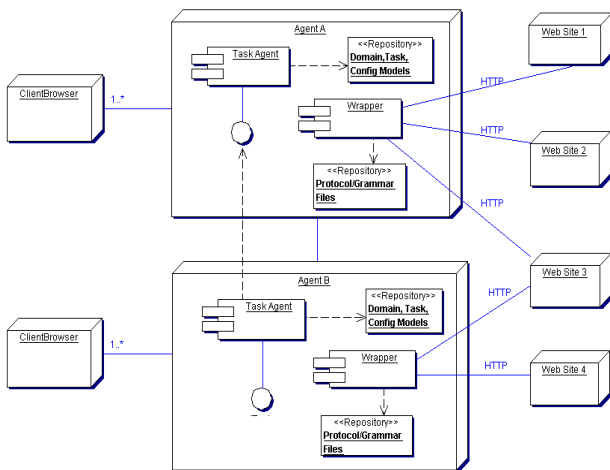 Agent A
Task Agent
<<Repository>>
Domain,Task,
Config Models
Web Site 1
HTTP
ClientBrowser
1..*
Wrapper
HTTP
Web Site 2
<<Repository>>
Protocol/Grammar
Files
HTTP
Web Site 3
Agent B
HTTP
Task Agent
<<Repository>>
Domain, Task,
Config Models
ClientBrowser
1..*
Wrapper
HTTP
Web Site 4
<<Repository>>
Protocol/Grammar
Files